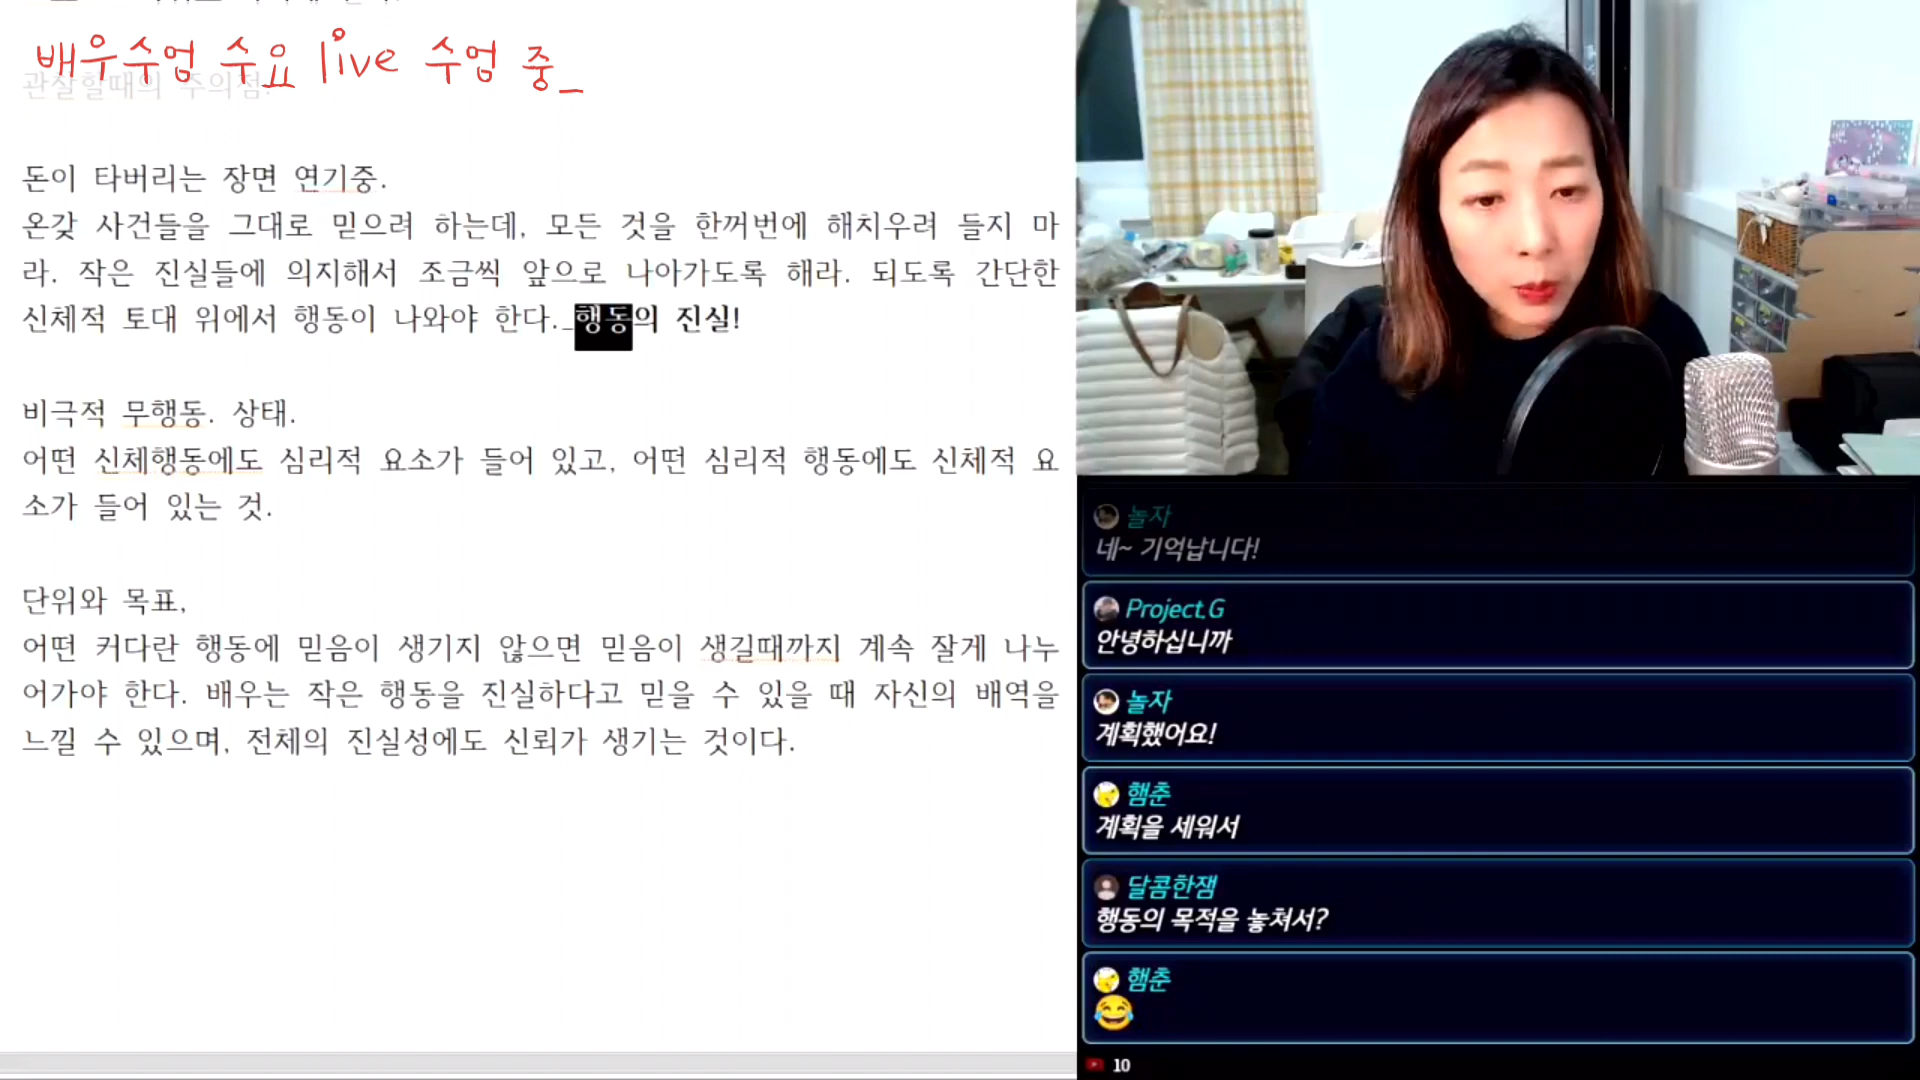 배우수업 수요 live 수업 중_
관찰할때의 주의점.
돈이 타버리는 장면 연기중.
온갖 사건들을 그대로 믿으려 하는데, 모든 것을 한꺼번에 해치우려 들지 마
라. 작은 진실들에 의지해서 조금씩 앞으로 나아가도록 해라. 되도록 간단한
신체적 토대 위에서 행동이 나와야 한다._행동의 진실!
비극적 무행동. 상태.
어떤 신체행동에도 심리적 요소가 들어 있고, 어떤 심리적 행동에도 신체적 요
소가 들어 있는 것.
단위와 목표,
어떤 커다란 행동에 믿음이 생기지 않으면 믿음이 생길때까지 계속 잘게 나누
어가야 한다. 배우는 작은 행동을 진실하다고 믿을 수 있을 때 자신의 배역을
느낄 수 있으며, 전체의 진실성에도 신뢰가 생기는 것이다.
놀자
네~ 기억납니다!
Project.G
안녕하십니까
놀자
계획했어요!
햄춘
계획을 세워서
달콤한잼
행동의 목적을 놓쳐서?
햄춘
😂
10